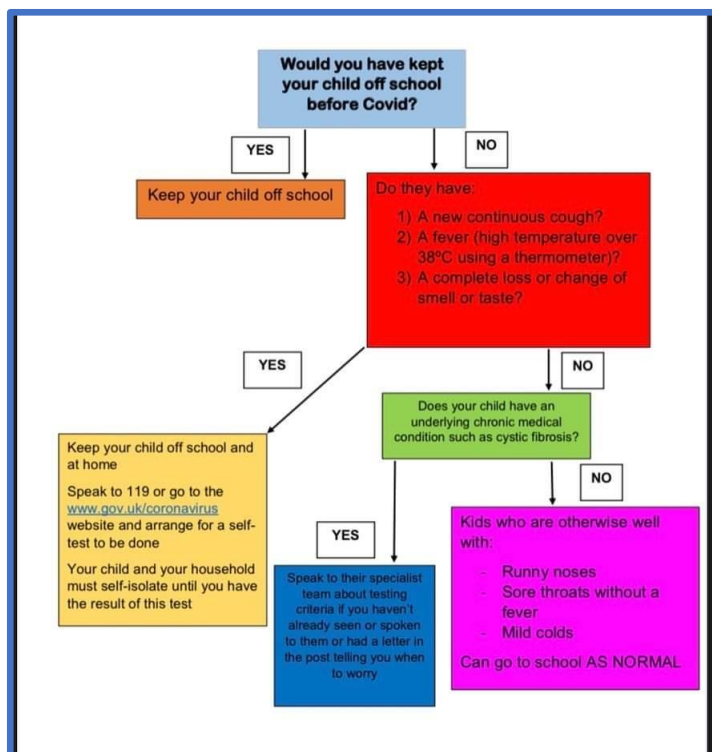 Would you have kept
your child off school
before Covid?
YES
NO
Keep your child off school
Do they have:
1) A new continuous cough?
2) A fever (high temperature over
38ºC using a thermometer)?
3) A complete loss or change of
smell or taste?
YES
NO
Does your child have an
underlying chronic medical
condition such as cystic fibrosis?
Keep your child off school and
at home
Speak to 119 or go to the
www.gov.uk/coronavirus
website and arrange for a self-
test to be done
Your child and your household
must self-isolate until you have
the result of this test
YES
NO
Speak to their specialist
team about testing
criteria if you haven't
already seen or spoken
to them or had a letter in
the post telling you when
to worry
Kids who are otherwise well
with:
- Runny noses
- Sore throats without a
fever
- Mild colds
Can go to school AS NORMAL